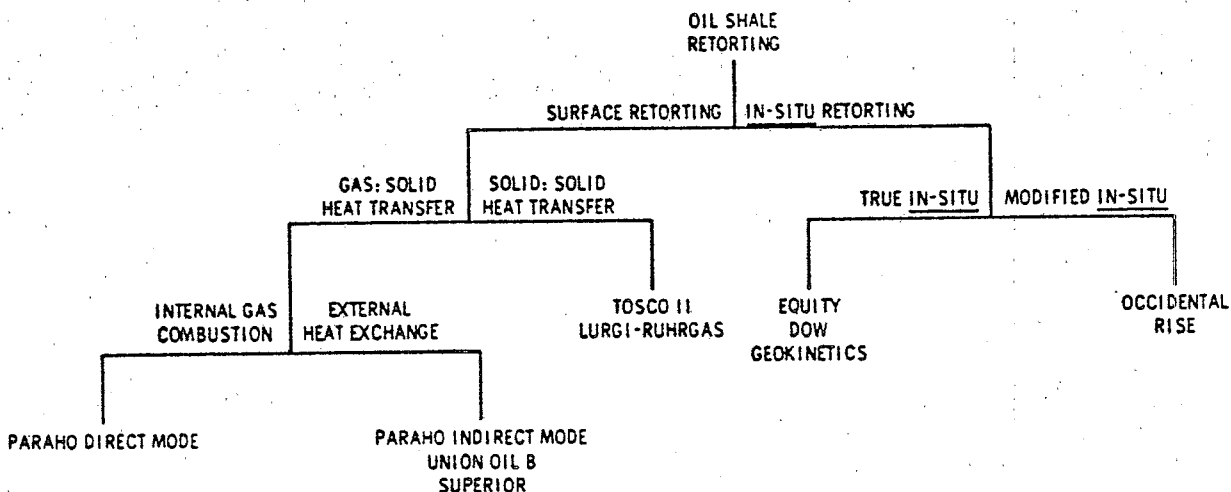 OIL SHALE
RETORTING
SURFACE RETORTING
IN-SITU RETORTING
GAS: SOLID
HEAT TRANSFER
SOLID: SOLID
HEAT TRANSFER
TRUE IN-SITU
MODIFIED IN-SITU
INTERNAL GAS
COMBUSTION
EXTERNAL
HEAT EXCHANGE
TOSCO II
LURGI-RUHRGAS
EQUITY
DOW
GEOKINETICS
OCCIDENTAL
RISE
PARAHO DIRECT MODE
PARAHO INDIRECT MODE
UNION OIL B
SUPERIOR